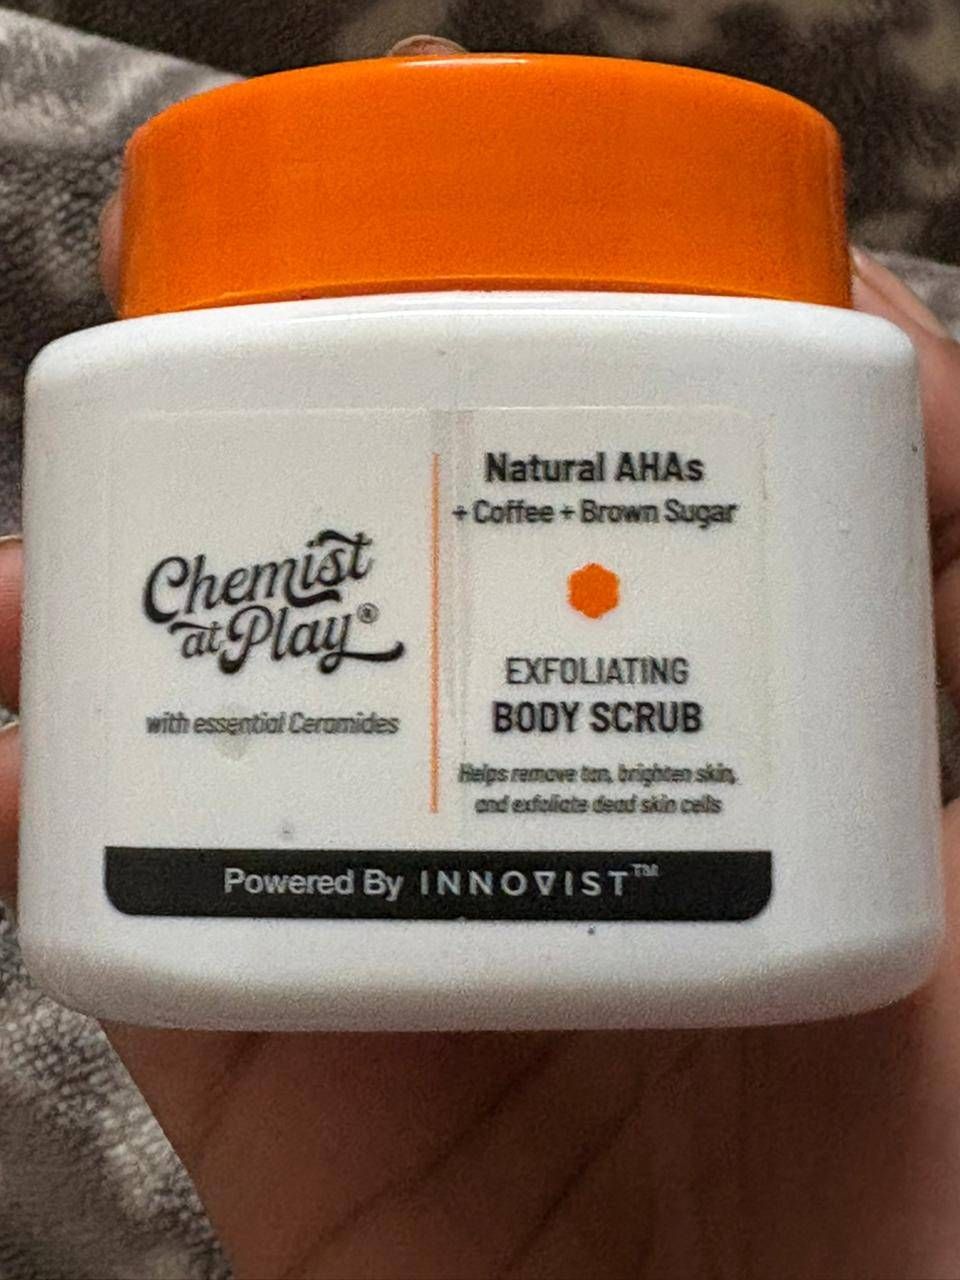 Chemist
at Play®
with essential Ceramides
Natural AHAs
+ Coffee + Brown Sugar
EXFOLIATING
BODY SCRUB
Helps remove tan, brighten skin,
and exfoliate dead skin cells
Powered By INNOVIST™